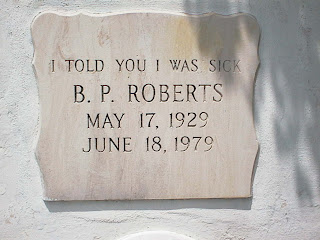 I TOLD YOU I WAS SICK
B. P. ROBERTS
MAY 17, 1929
JUNE 18, 1979